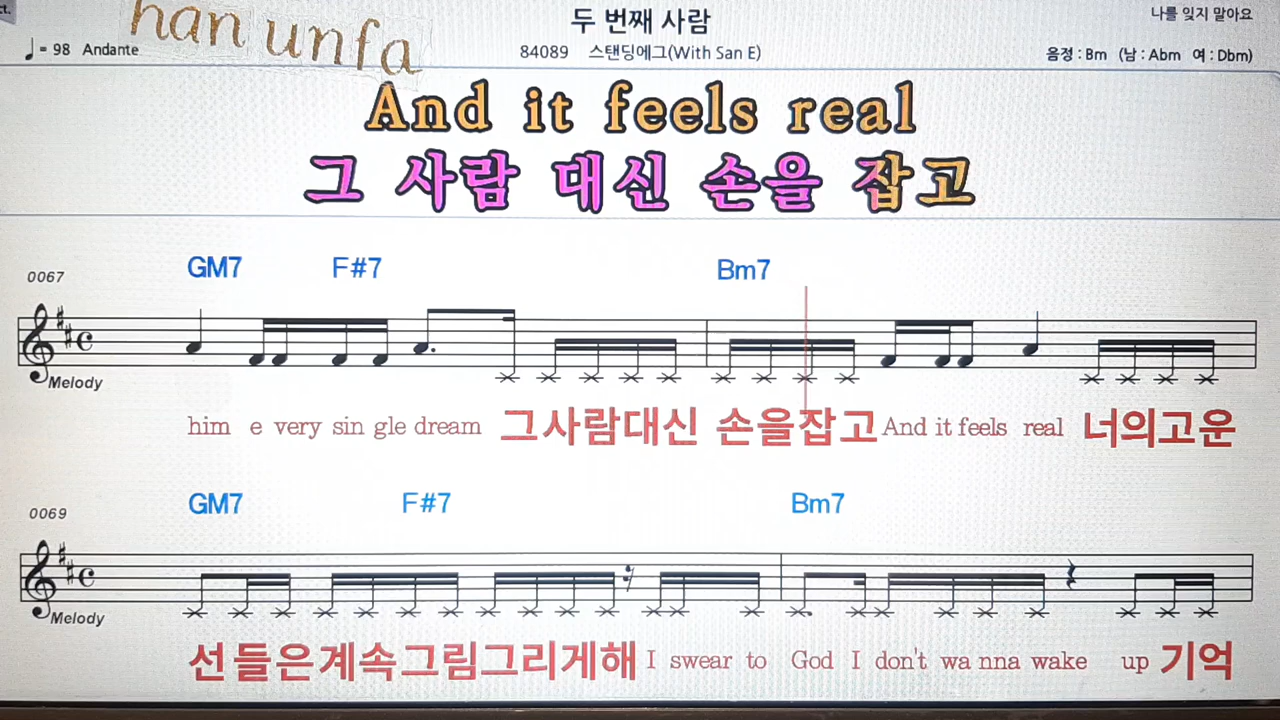 ct.
han unfa
두 번째 사람
나를 잊지 말아요
♩= 98 Andante
84089 스탠딩에그(With San E)
음정 : Bm (남 : Abm 여 : Dbm)
And it feels real
그 사람 대신 손을 잡고
GM7 F#7 Bm7
0067
Melody
him e very sin gle dream 그사람대신 손을잡고 And it feels real 너의고운
GM7 F#7 Bm7
0069
Melody
선들은계속그림그리게해 I swear to God I don't wa nna wake up 기억